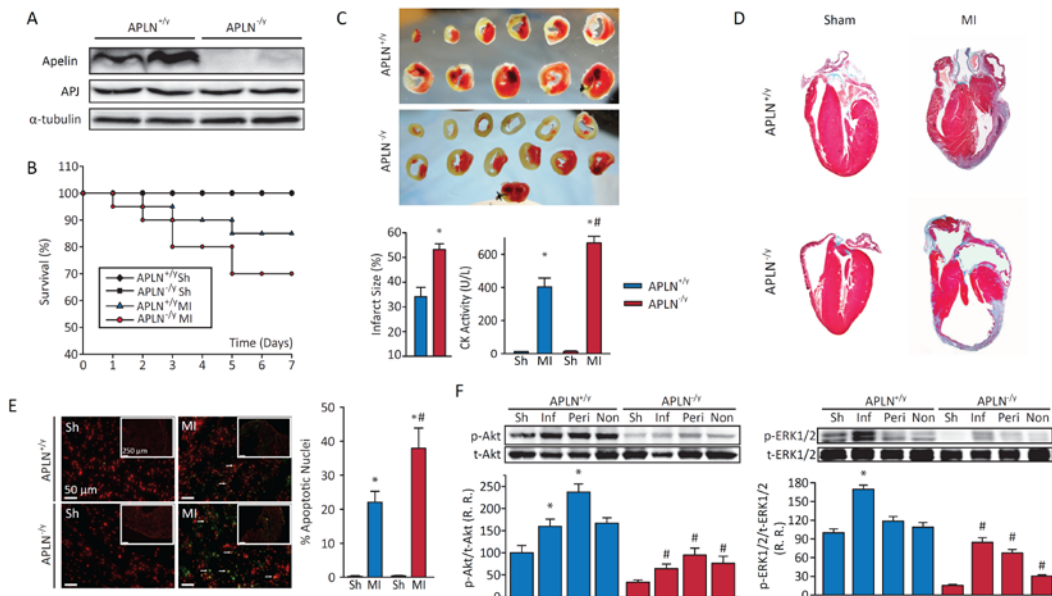 A
APLN+/y APLN-/y
Apelin
APJ
α-tubulin
B
110
100
90
80
70
60
50
40
Survival (%)
APLN+/y Sh
APLN-/y Sh
APLN+/y MI
APLN-/y MI
Time (Days)
0 1 2 3 4 5 6 7
C
APLN+/y
APLN-/y
Infarct Size (%)
60
50
40
30
20
10
*
CK Activity (U/L)
600
400
200
0
* *#
Sh MI Sh MI
APLN+/y
APLN-/y
D
Sham MI
APLN+/y
APLN-/y
E
APLN+/y
APLN-/y
Sh MI
250 μm
50 μm
Sh MI
% Apoptotic Nuclei
50
40
30
20
10
0
* *#
Sh MI Sh MI
F
APLN+/y APLN-/y
Sh Inf Peri Non Sh Inf Peri Non
p-Akt
t-Akt
p-Akt/t-Akt (R. R.)
250
200
150
100
50
0
* * # # #
APLN+/y APLN-/y
Sh Inf Peri Non Sh Inf Peri Non
p-ERK1/2
t-ERK1/2
p-ERK1/2/t-ERK1/2
(R. R.)
180
150
120
90
60
30
0
* # # #